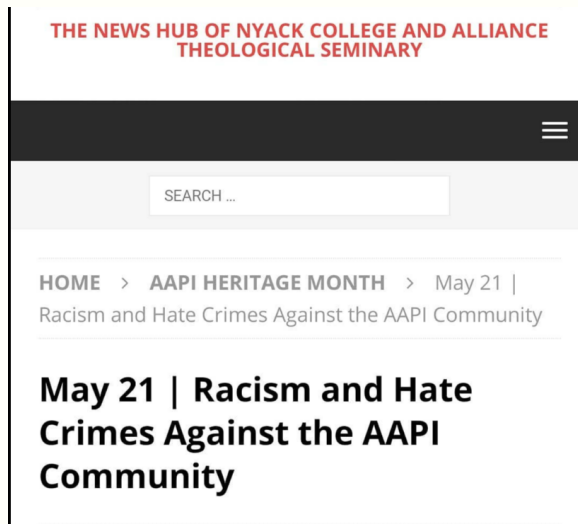 THE NEWS HUB OF NYACK COLLEGE AND ALLIANCE
THEOLOGICAL SEMINARY
SEARCH …
HOME > AAPI HERITAGE MONTH > May 21 |
Racism and Hate Crimes Against the AAPI Community
May 21 | Racism and Hate
Crimes Against the AAPI
Community